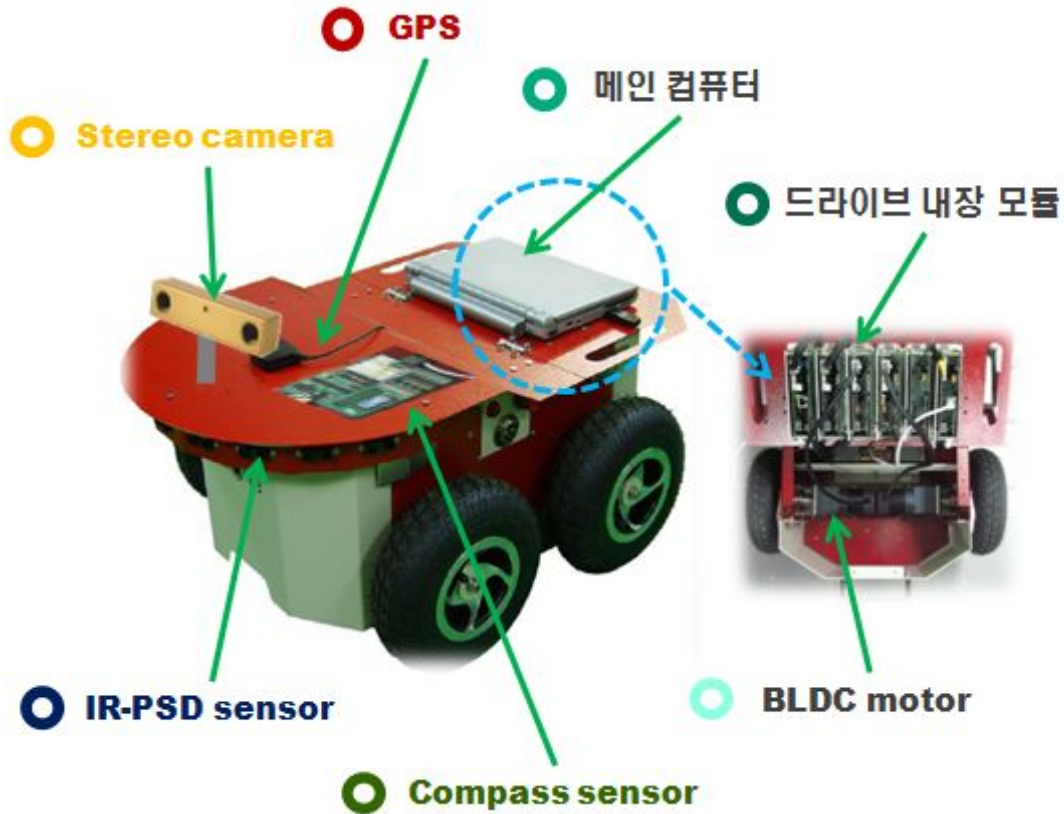 GPS
메인 컴퓨터
Stereo camera
드라이브 내장 모듈
IR-PSD sensor
BLDC motor
Compass sensor